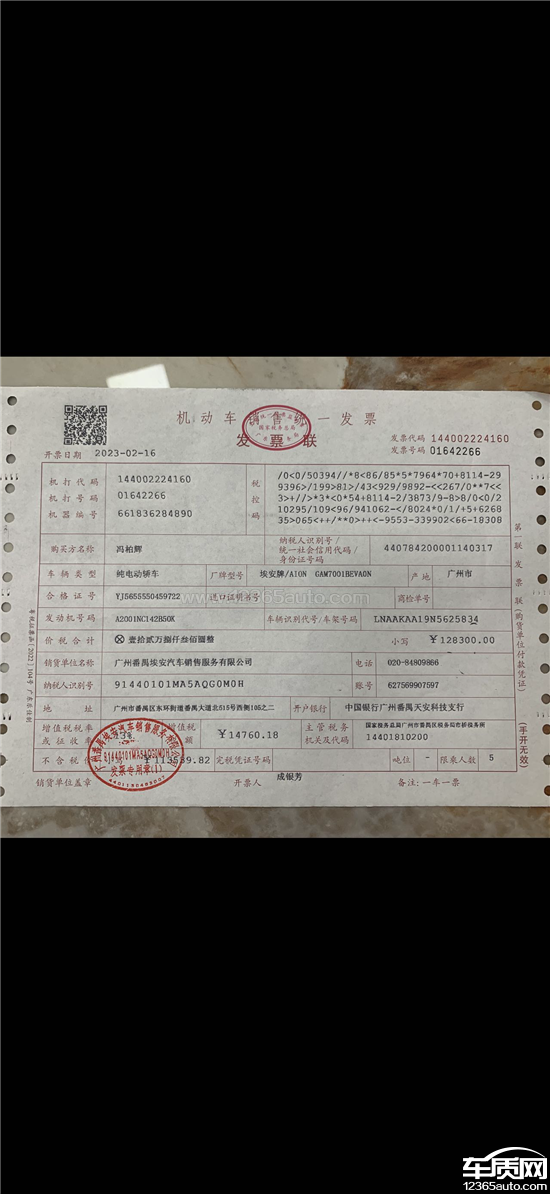 机动车销售统一发票
发票联
开票日期 2023-02-16
发票代码 144002224160
发票号码 01642266
机打代码 144002224160
机打号码 01642266
机器编号 661836284890
税控码
/0<0/50394//*8<86/85*5*7964*70+8114-29
9396>/199>815>/43<929/9892-<<267/0**7<<
3>+//>*3<*0*54+8114-2/3873/9-8>8/0<0/2
10295/109<96/941062-</8024*0/1/+5+6268
35>065<++/**0>++<-9553-339902<66-18308
购买方名称 冯柏辉
纳税人识别号/
统一社会信用代码/
身份证号码
440784200001140317
车辆类型 纯电动轿车 厂牌型号 埃安牌/AION GAM7001BEVA0N 产地 广州市
合格证号 YJ5655550459722 进口证明书号 商检单号
发动机号码 A2001NC142B50K 车辆识别代号/车架号码 LNAAKAA19N5625834
价税合计 ⊗壹拾贰万捌仟叁佰圆整 小写 ¥128300.00
销货单位名称 广州番禺埃安汽车销售服务有限公司 电话 020-84809866
纳税人识别号 91440101MA5AQG0M0H 账号 627569907597
地址 广州市番禺区东环街道番禺大道北515号西侧105之二 开户银行 中国银行广州番禺天安科技支行
增值税税率
或征收率
增值税
税额
¥14760.18
主管税务
机关及代码
国家税务总局广州市番禺区税务局市桥税务所
14401810200
不含税价 小写 ¥113539.82 完税凭证号码 吨位 - 限乘人数 5
销货单位盖章 开票人 成银芳 备注:一车一票
第一联 发票联(购货单位付款凭证)
(手开无效)
91440101MA5AQG0M0H
发票专用章(1)
www.12365auto.com
车质网
12365auto.com